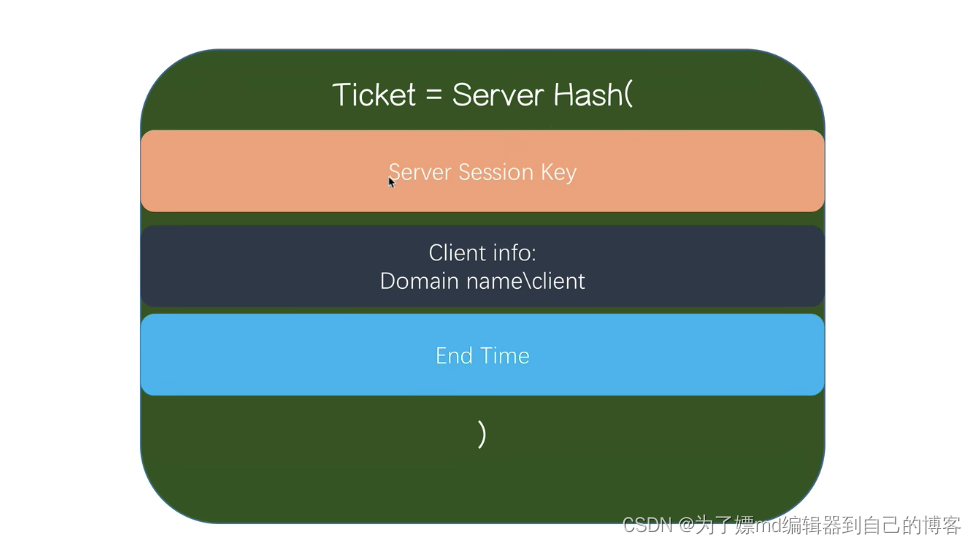 Ticket = Server Hash(
Server Session Key
Client info:
Domain name\client
End Time
)
CSDN @为了嫖md编辑器到自己的博客